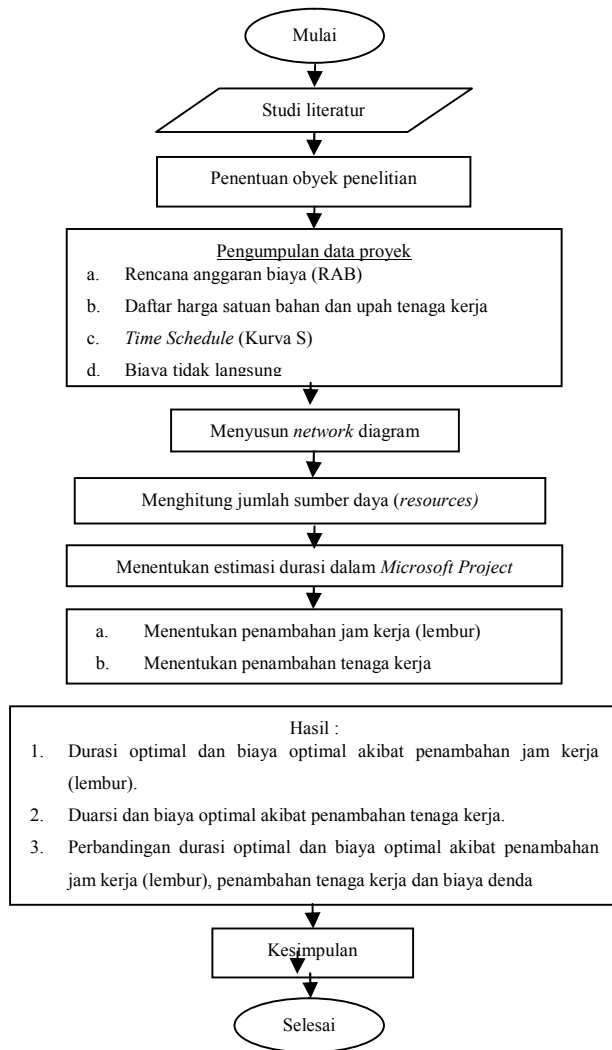 Mulai
Studi literatur
Penentuan obyek penelitian
Pengumpulan data proyek
a. Rencana anggaran biaya (RAB)
b. Daftar harga satuan bahan dan upah tenaga kerja
c. Time Schedule (Kurva S)
d. Biaya tidak langsung
Menyusun network diagram
Menghitung jumlah sumber daya (resources)
Menentukan estimasi durasi dalam Microsoft Project
a. Menentukan penambahan jam kerja (lembur)
b. Menentukan penambahan tenaga kerja
Hasil :
1. Durasi optimal dan biaya optimal akibat penambahan jam kerja
(lembur).
2. Duarsi dan biaya optimal akibat penambahan tenaga kerja.
3. Perbandingan durasi optimal dan biaya optimal akibat penambahan
jam kerja (lembur), penambahan tenaga kerja dan biaya denda
Kesimpulan
Selesai